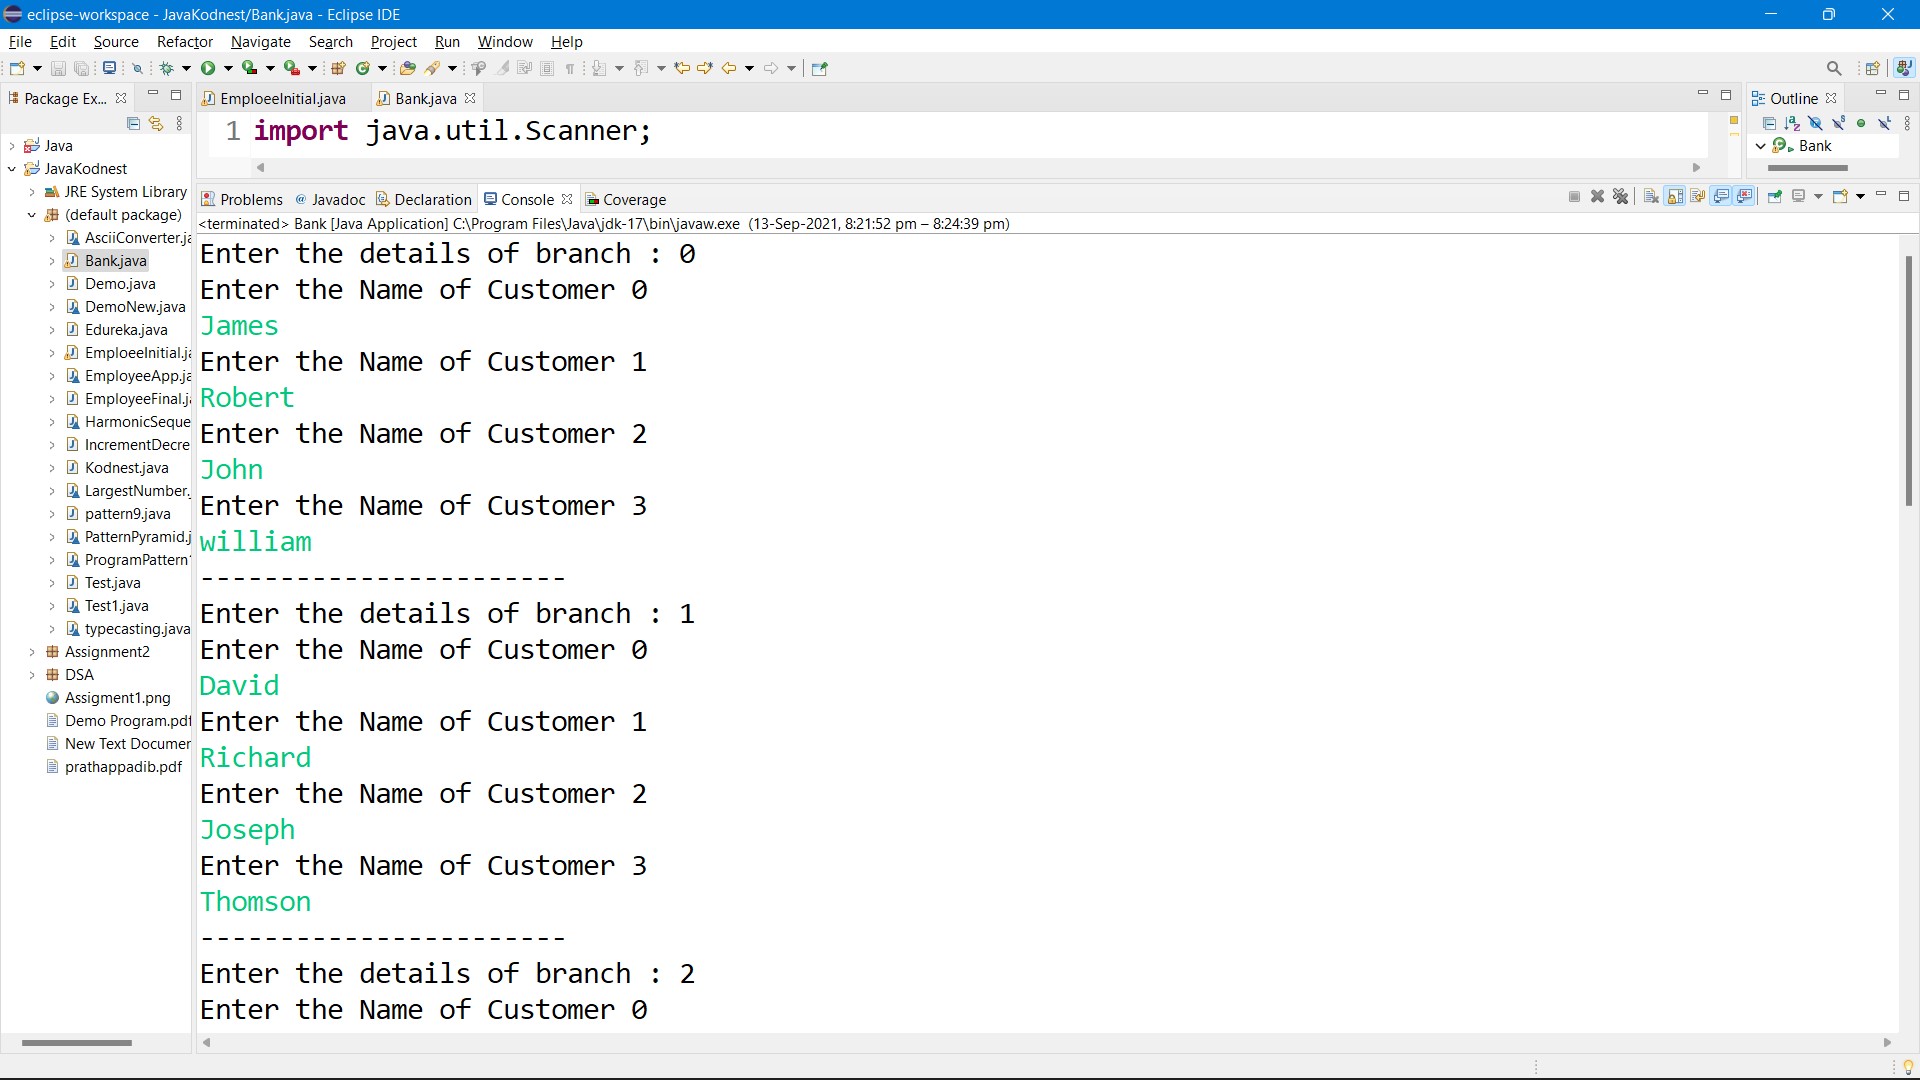 eclipse-workspace - JavaKodnest/Bank.java - Eclipse IDE
File Edit Source Refactor Navigate Search Project Run Window Help
Package Ex...
EmploeeInitial.java
Bank.java
Outline
1 import java.util.Scanner;
Bank
Java
JavaKodnest
JRE System Library
(default package)
AsciiConverter.ja
Bank.java
Demo.java
DemoNew.java
Edureka.java
EmploeeInitial.ja
EmployeeApp.ja
EmployeeFinal.ja
HarmonicSeque
IncrementDecre
Kodnest.java
LargestNumber.
pattern9.java
PatternPyramid.j
ProgramPattern
Test.java
Test1.java
typecasting.java
Assignment2
DSA
Assigment1.png
Demo Program.pdf
New Text Documer
prathappadib.pdf
Problems @ Javadoc Declaration Console Coverage
<terminated> Bank [Java Application] C:\Program Files\Java\jdk-17\bin\javaw.exe (13-Sep-2021, 8:21:52 pm – 8:24:39 pm)
Enter the details of branch : 0
Enter the Name of Customer 0
James
Enter the Name of Customer 1
Robert
Enter the Name of Customer 2
John
Enter the Name of Customer 3
william
-----------------------
Enter the details of branch : 1
Enter the Name of Customer 0
David
Enter the Name of Customer 1
Richard
Enter the Name of Customer 2
Joseph
Enter the Name of Customer 3
Thomson
-----------------------
Enter the details of branch : 2
Enter the Name of Customer 0